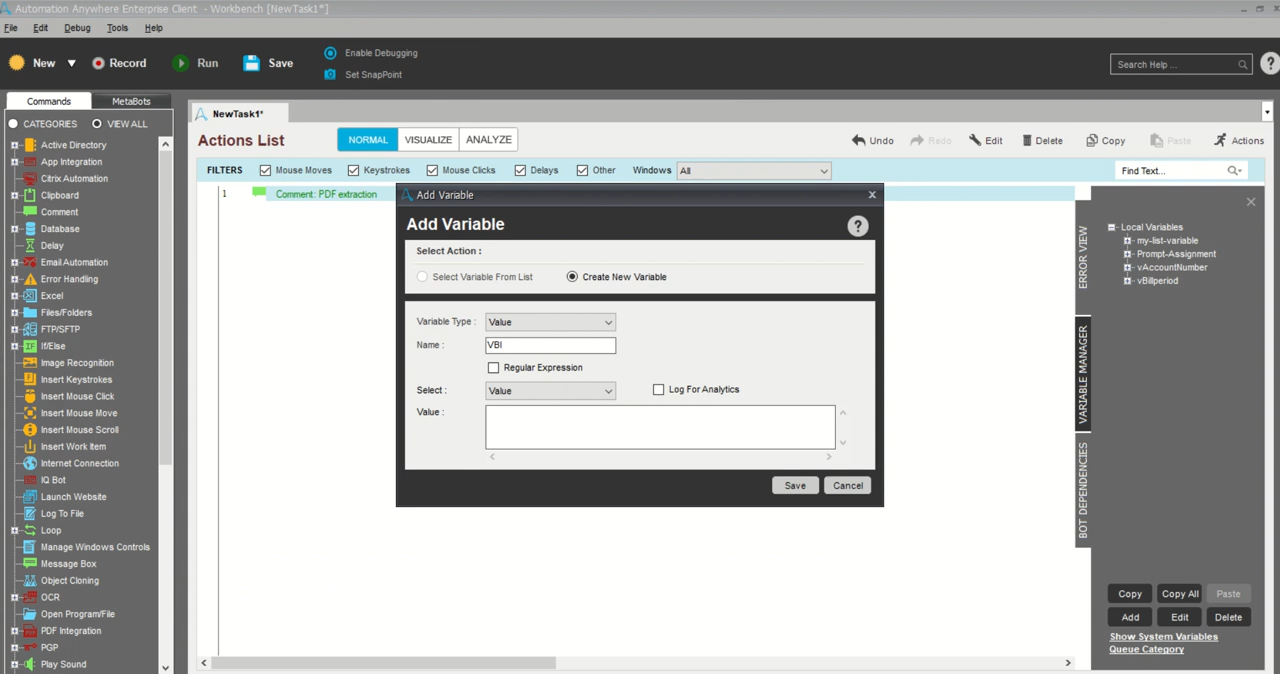 Automation Anywhere Enterprise Client - Workbench [NewTask1*]
File Edit Debug Tools Help
New Record Run Save
Enable Debugging
Set SnapPoint
Search Help ...
?
Commands MetaBots
CATEGORIES VIEW ALL
Active Directory
App Integration
Citrix Automation
Clipboard
Comment
Database
Delay
Email Automation
Error Handling
Excel
Files/Folders
FTP/SFTP
If/Else
Image Recognition
Insert Keystrokes
Insert Mouse Click
Insert Mouse Move
Insert Mouse Scroll
Insert Work Item
Internet Connection
IQ Bot
Launch Website
Log To File
Loop
Manage Windows Controls
Message Box
Object Cloning
OCR
Open Program/File
PDF Integration
PGP
Play Sound
NewTask1*
Actions List NORMAL VISUALIZE ANALYZE
Undo Redo Edit Delete Copy Paste Actions
FILTERS Mouse Moves Keystrokes Mouse Clicks Delays Other Windows All
Find Text...
1 Comment: PDF extraction
Add Variable
Add Variable
?
Select Action :
Select Variable From List Create New Variable
Variable Type : Value
Name : VBI
Regular Expression
Select : Value Log For Analytics
Value :
Save Cancel
ERROR VIEW
VARIABLE MANAGER
BOT DEPENDENCIES
Local Variables
my-list-variable
Prompt-Assignment
vAccountNumber
vBillperiod
Copy Copy All Paste
Add Edit Delete
Show System Variables
Queue Category